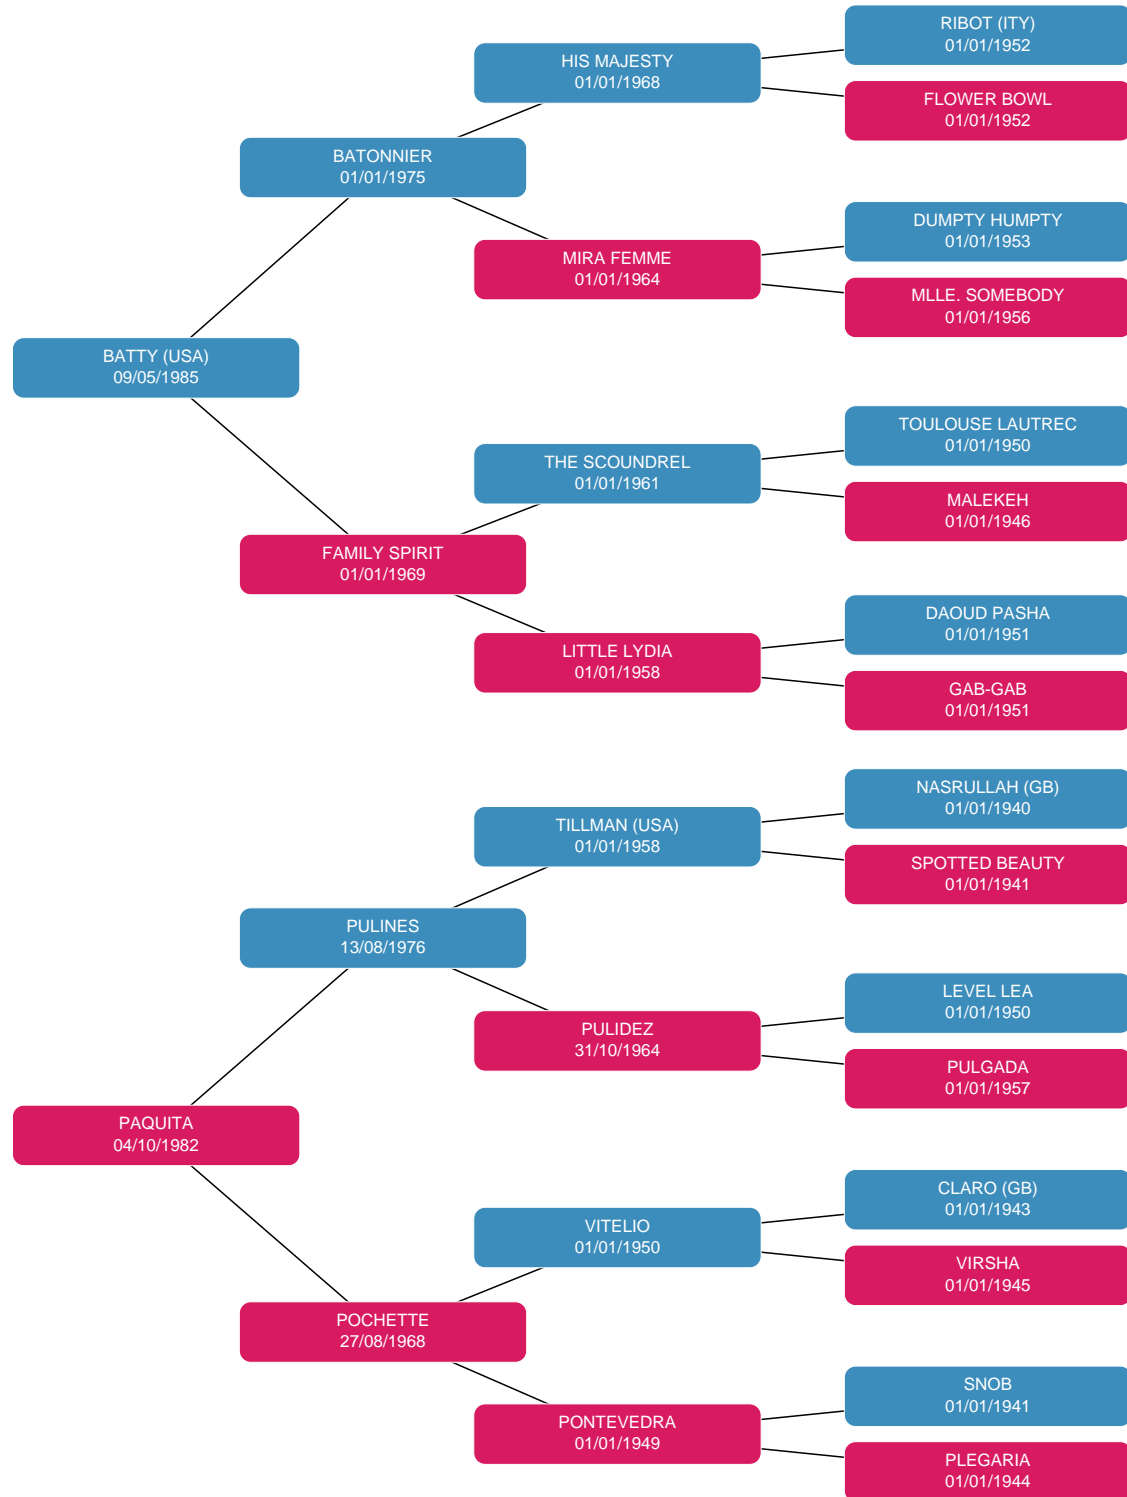 RIBOT (ITY)
01/01/1952
HIS MAJESTY
01/01/1968
FLOWER BOWL
01/01/1952
BATONNIER
01/01/1975
DUMPTY HUMPTY
01/01/1953
MIRA FEMME
01/01/1964
MLLE. SOMEBODY
01/01/1956
BATTY (USA)
09/05/1985
TOULOUSE LAUTREC
01/01/1950
THE SCOUNDREL
01/01/1961
MALEKEH
01/01/1946
FAMILY SPIRIT
01/01/1969
DAOUD PASHA
01/01/1951
LITTLE LYDIA
01/01/1958
GAB-GAB
01/01/1951
NASRULLAH (GB)
01/01/1940
TILLMAN (USA)
01/01/1958
SPOTTED BEAUTY
01/01/1941
PULINES
13/08/1976
LEVEL LEA
01/01/1950
PULIDEZ
31/10/1964
PULGADA
01/01/1957
PAQUITA
04/10/1982
CLARO (GB)
01/01/1943
VITELIO
01/01/1950
VIRSHA
01/01/1945
POCHETTE
27/08/1968
SNOB
01/01/1941
PONTEVEDRA
01/01/1949
PLEGARIA
01/01/1944